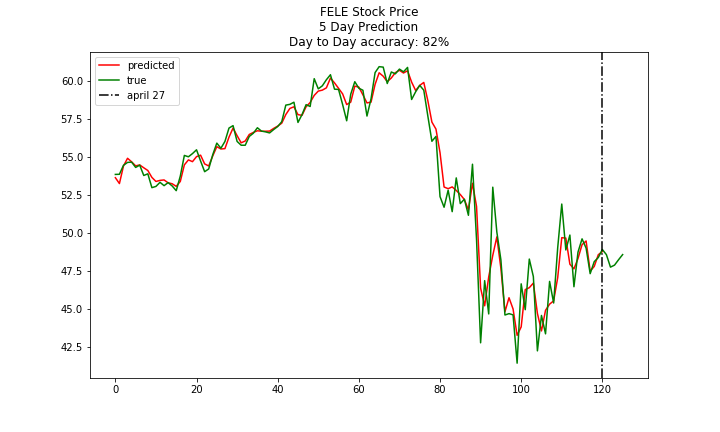 FELE Stock Price
5 Day Prediction
Day to Day accuracy: 82%
predicted
true
april 27
60.0
57.5
55.0
52.5
50.0
47.5
45.0
42.5
0 20 40 60 80 100 120